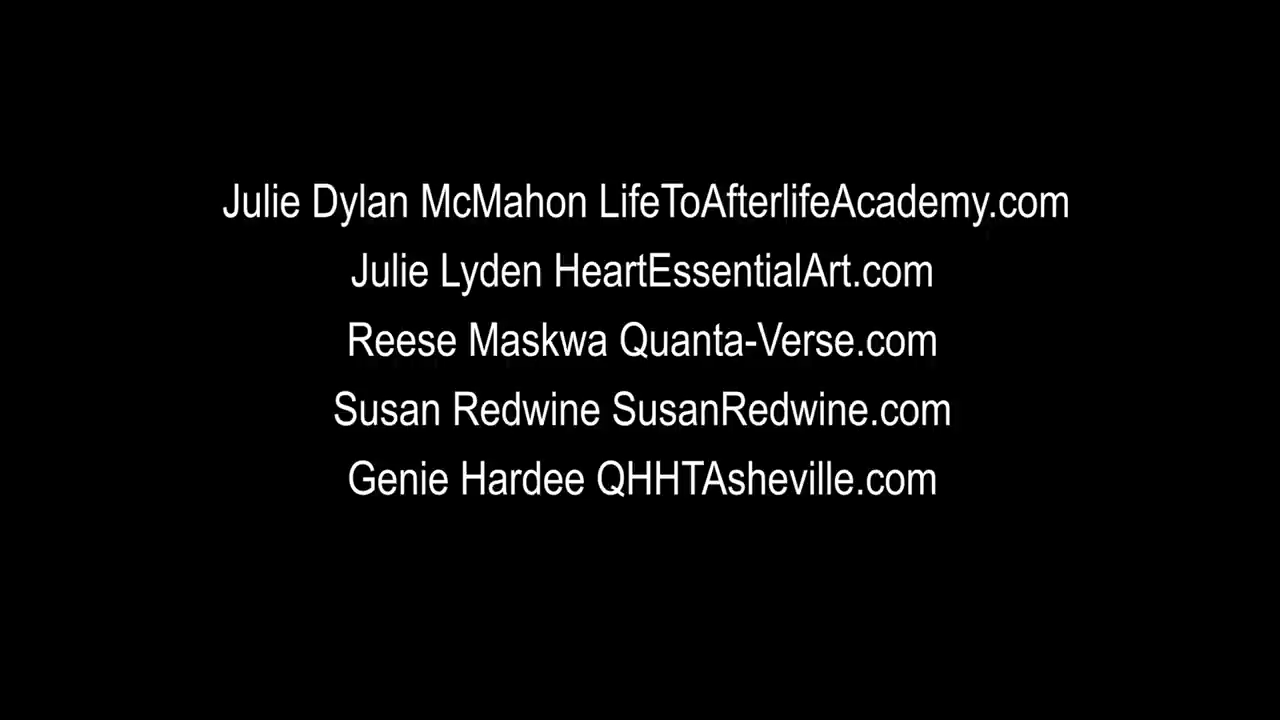 Julie Dylan McMahon LifeToAfterlifeAcademy.com
Julie Lyden HeartEssentialArt.com
Reese Maskwa Quanta-Verse.com
Susan Redwine SusanRedwine.com
Genie Hardee QHHTAsheville.com